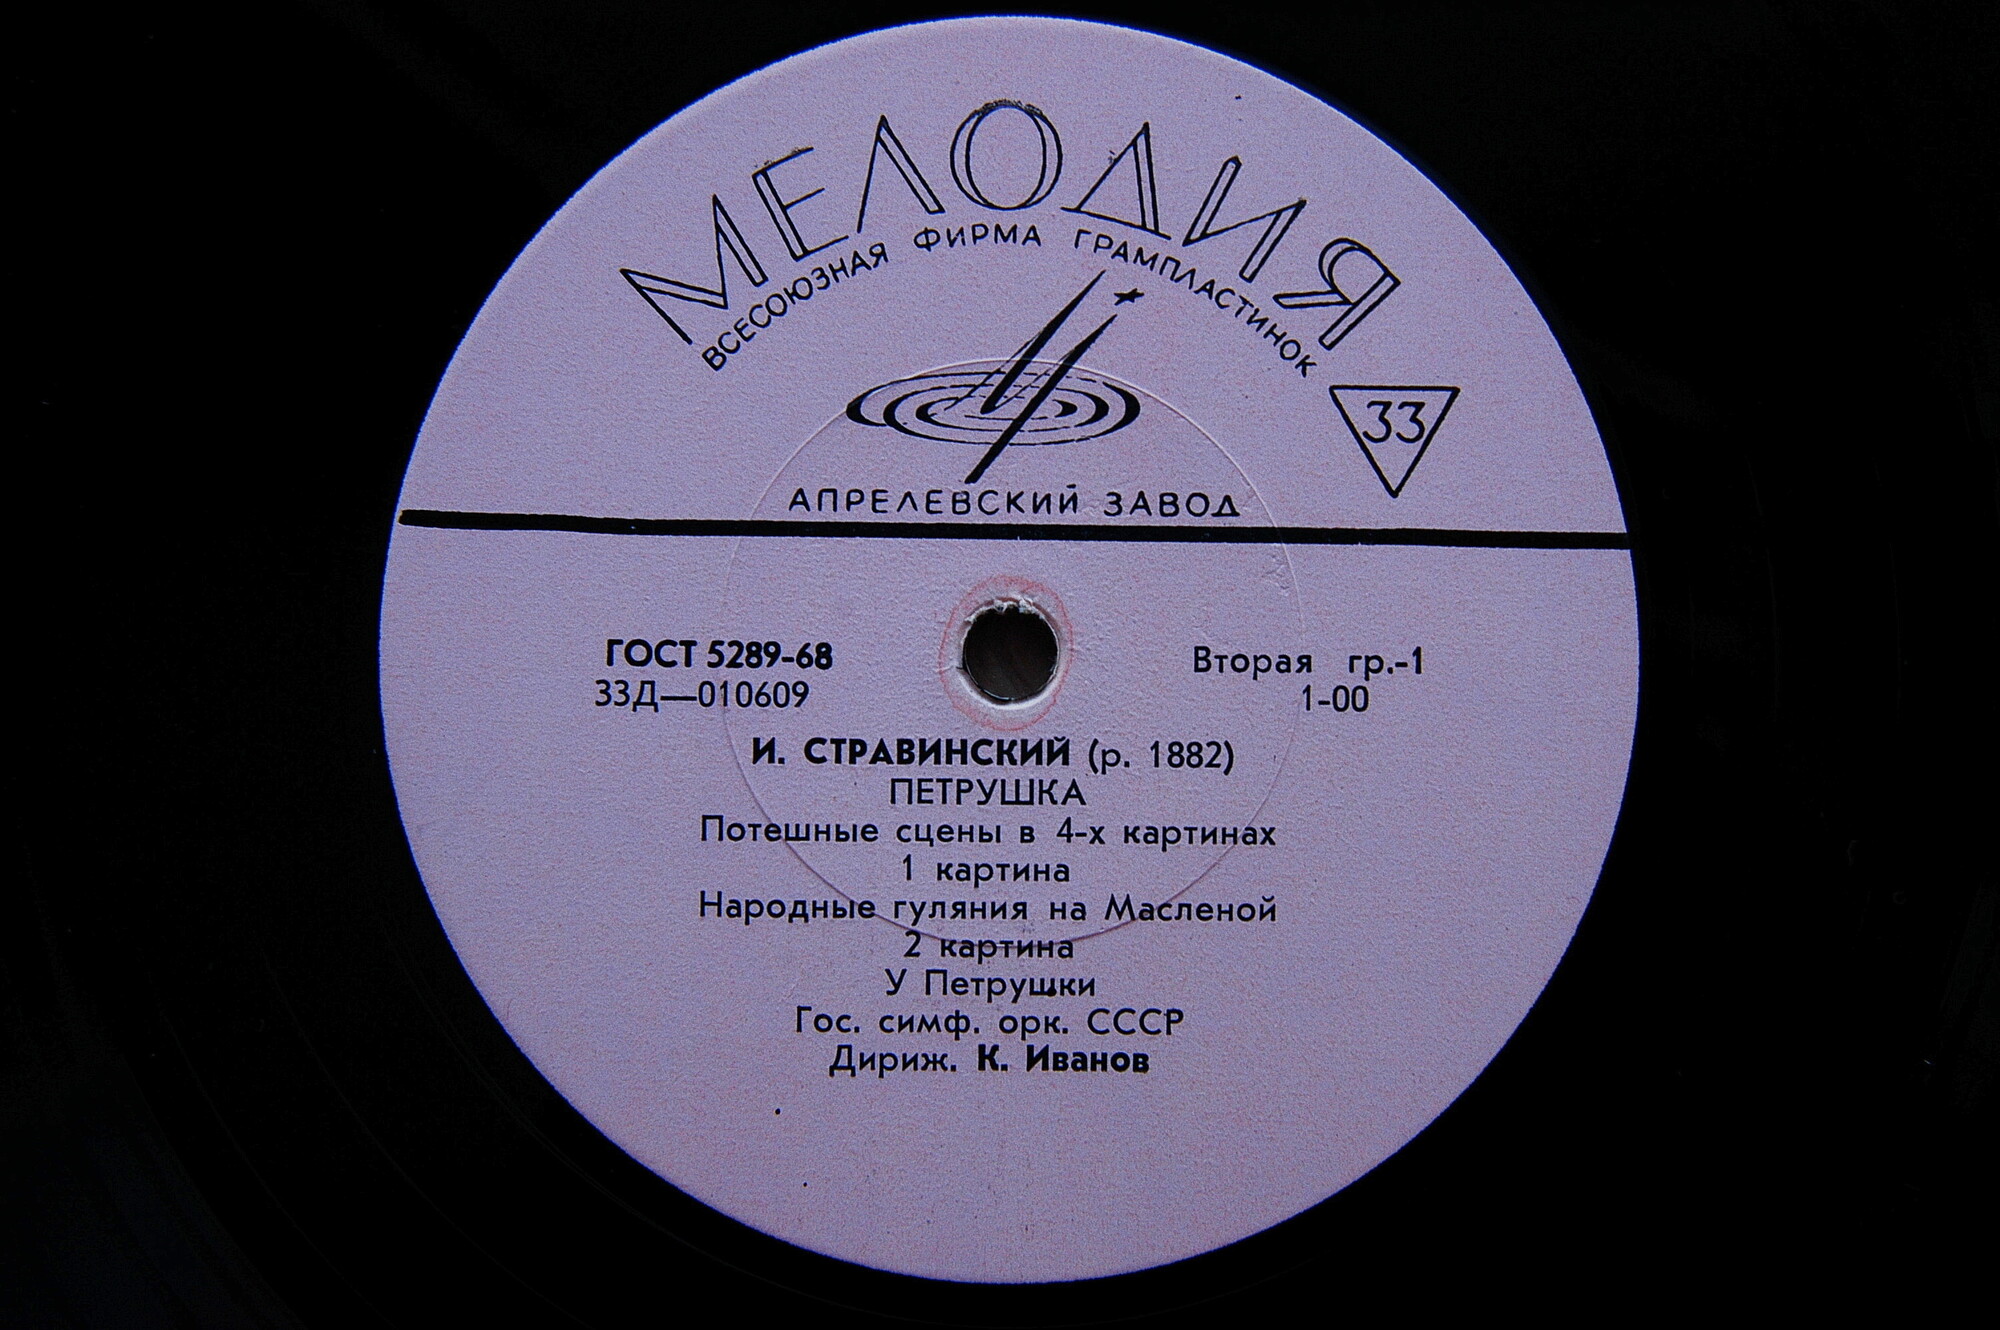 МЕЛОДИЯ
ВСЕСОЮЗНАЯ ФИРМА ГРАМПЛАСТИНОК
33
АПРЕЛЕВСКИЙ ЗАВОД
ГОСТ 5289-68
33Д—010609
Вторая гр.-1
1-00
И. СТРАВИНСКИЙ (р. 1882)
ПЕТРУШКА
Потешные сцены в 4-х картинах
1 картина
Народные гуляния на Масленой
2 картина
У Петрушки
Гос. симф. орк. СССР
Дириж. К. Иванов